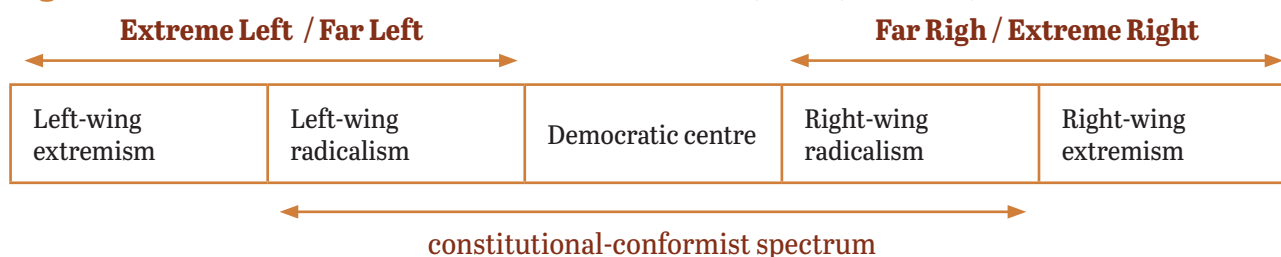 Extreme Left / Far Left
Far Righ / Extreme Right
Left-wing
extremism
Left-wing
radicalism
Democratic centre
Right-wing
radicalism
Right-wing
extremism
constitutional-conformist spectrum